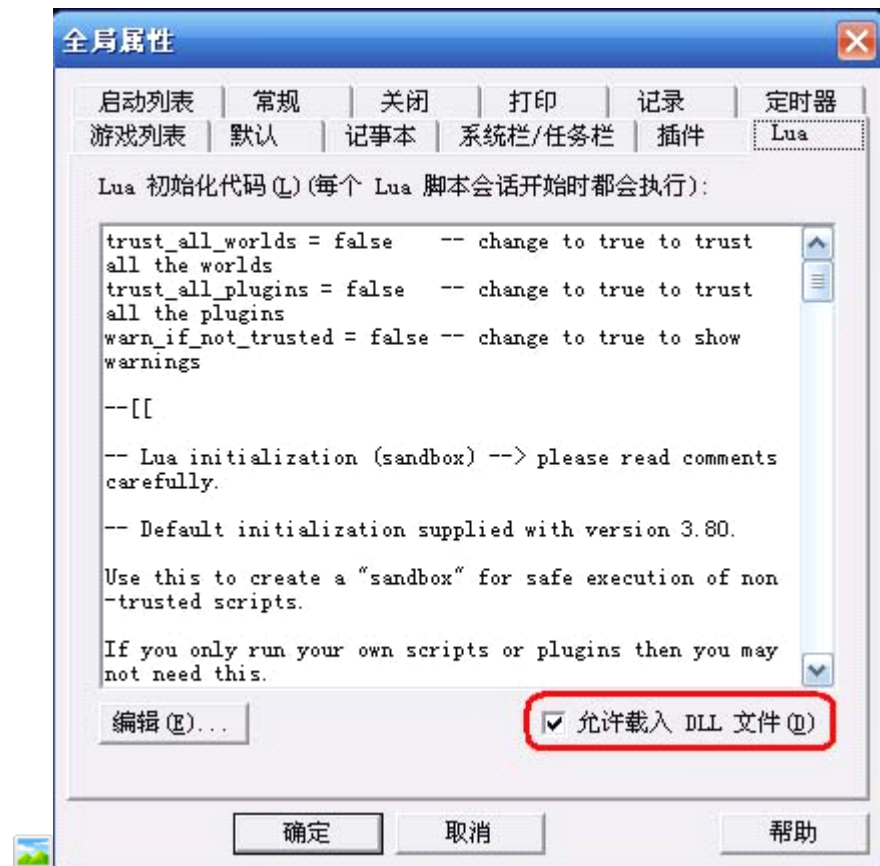 全局属性
启动列表 常规 关闭 打印 记录 定时器
游戏列表 默认 记事本 系统栏/任务栏 插件 Lua
Lua 初始化代码(L)(每个 Lua 脚本会话开始时都会执行):
trust_all_worlds = false   -- change to true to trust
all the worlds
trust_all_plugins = false   -- change to true to trust
all the plugins
warn_if_not_trusted = false -- change to true to show
warnings
--[[
-- Lua initialization (sandbox) --> please read comments
carefully.
-- Default initialization supplied with version 3.80.
Use this to create a "sandbox" for safe execution of non
-trusted scripts.
If you only run your own scripts or plugins then you may
not need this.
编辑(E)... 允许载入 DLL 文件(D)
确定 取消 帮助